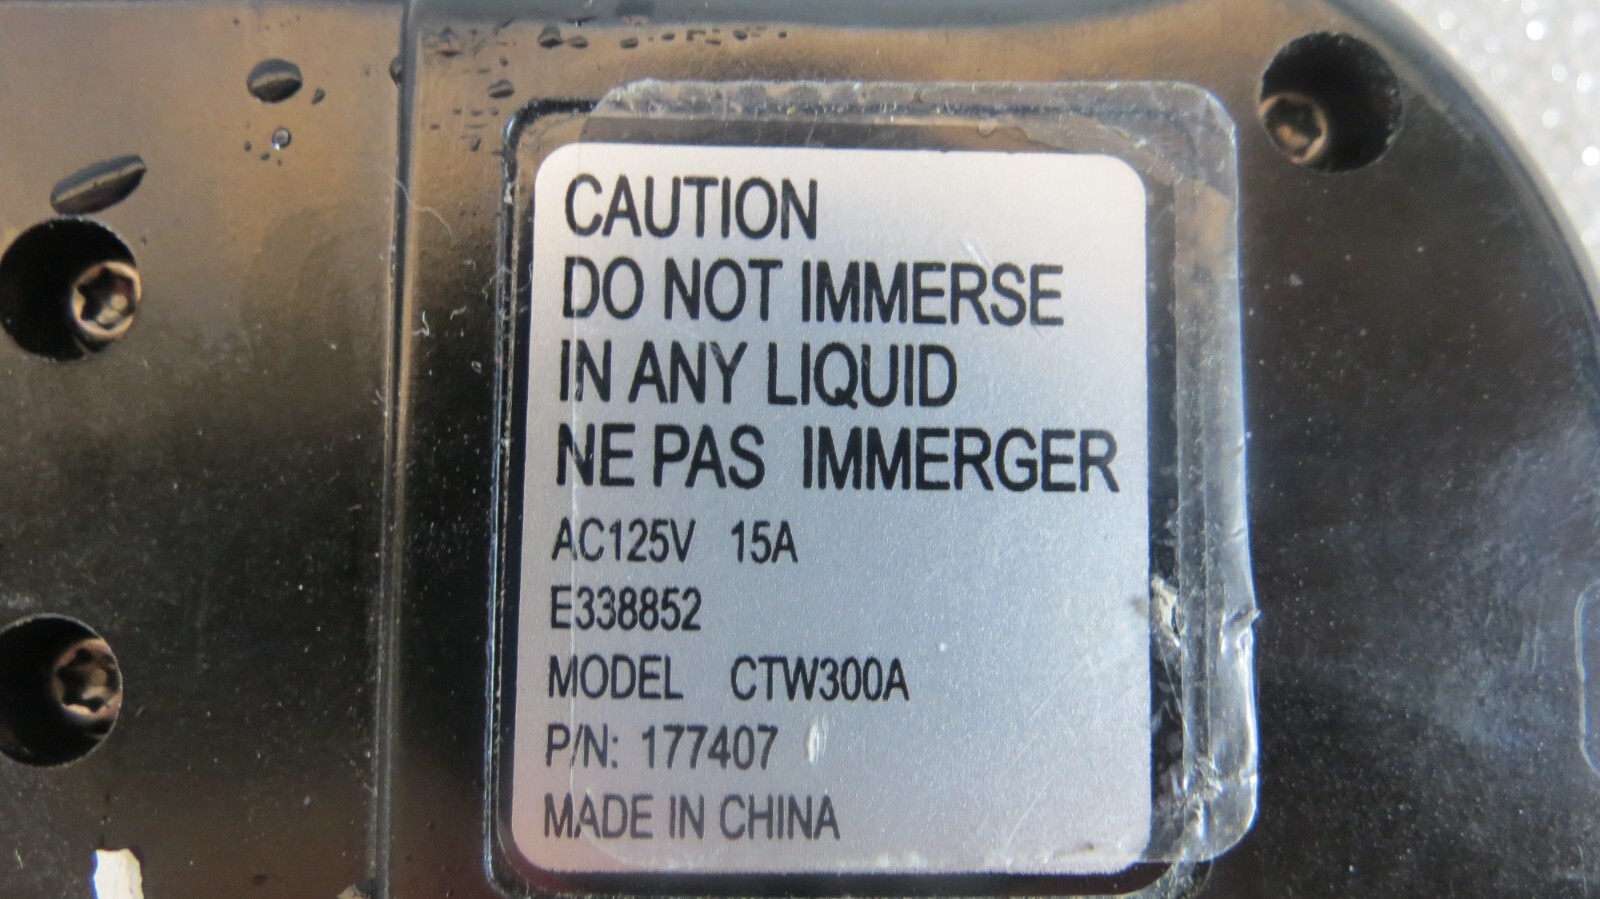 CAUTION
DO NOT IMMERSE
IN ANY LIQUID
NE PAS IMMERGER
AC125V 15A
E338852
MODEL CTW300A
P/N: 177407
MADE IN CHINA